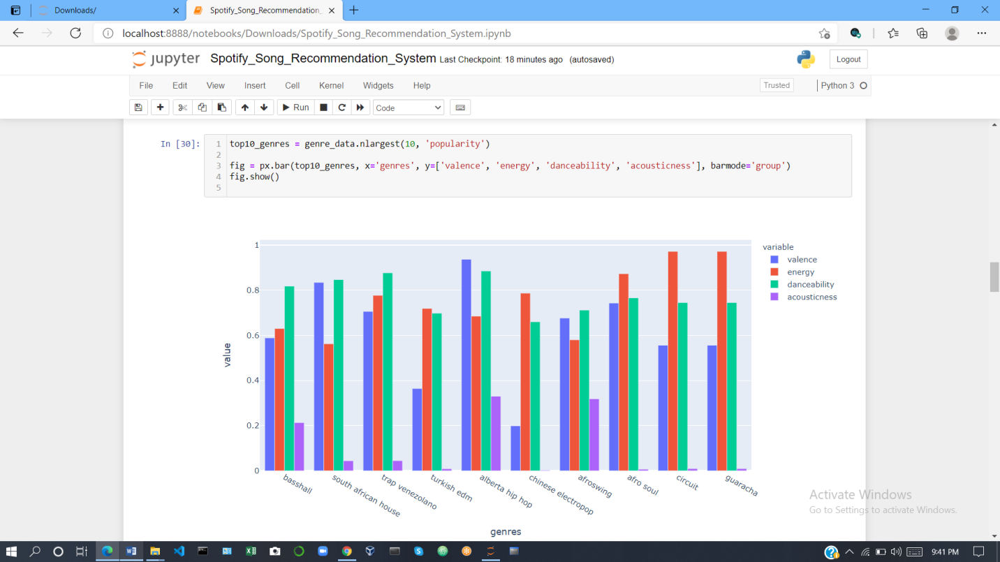 Downloads/
Spotify_Song_Recommendation_
localhost:8888/notebooks/Downloads/Spotify_Song_Recommendation_System.ipynb
jupyter Spotify_Song_Recommendation_System Last Checkpoint: 18 minutes ago (autosaved)
Logout
File Edit View Insert Cell Kernel Widgets Help
Trusted Python 3
Run
Code
In [30]:
1 top10_genres = genre_data.nlargest(10, 'popularity')
2
3 fig = px.bar(top10_genres, x='genres', y=['valence', 'energy', 'danceability', 'acousticness'], barmode='group')
4 fig.show()
5
variable
valence
energy
danceability
acousticness
1
0.8
0.6
0.4
0.2
0
value
basshall
south african house
trap venezolano
turkish edm
alberta hip hop
chinese electropop
afroswing
afro soul
circuit
guaracha
genres
Activate Windows
Go to Settings to activate Windows.
9:41 PM